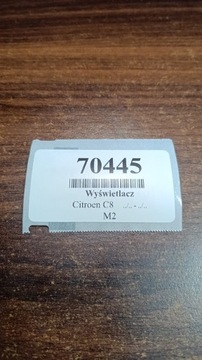 70445
Wyświetlacz
Citroen C8 .-.
M2